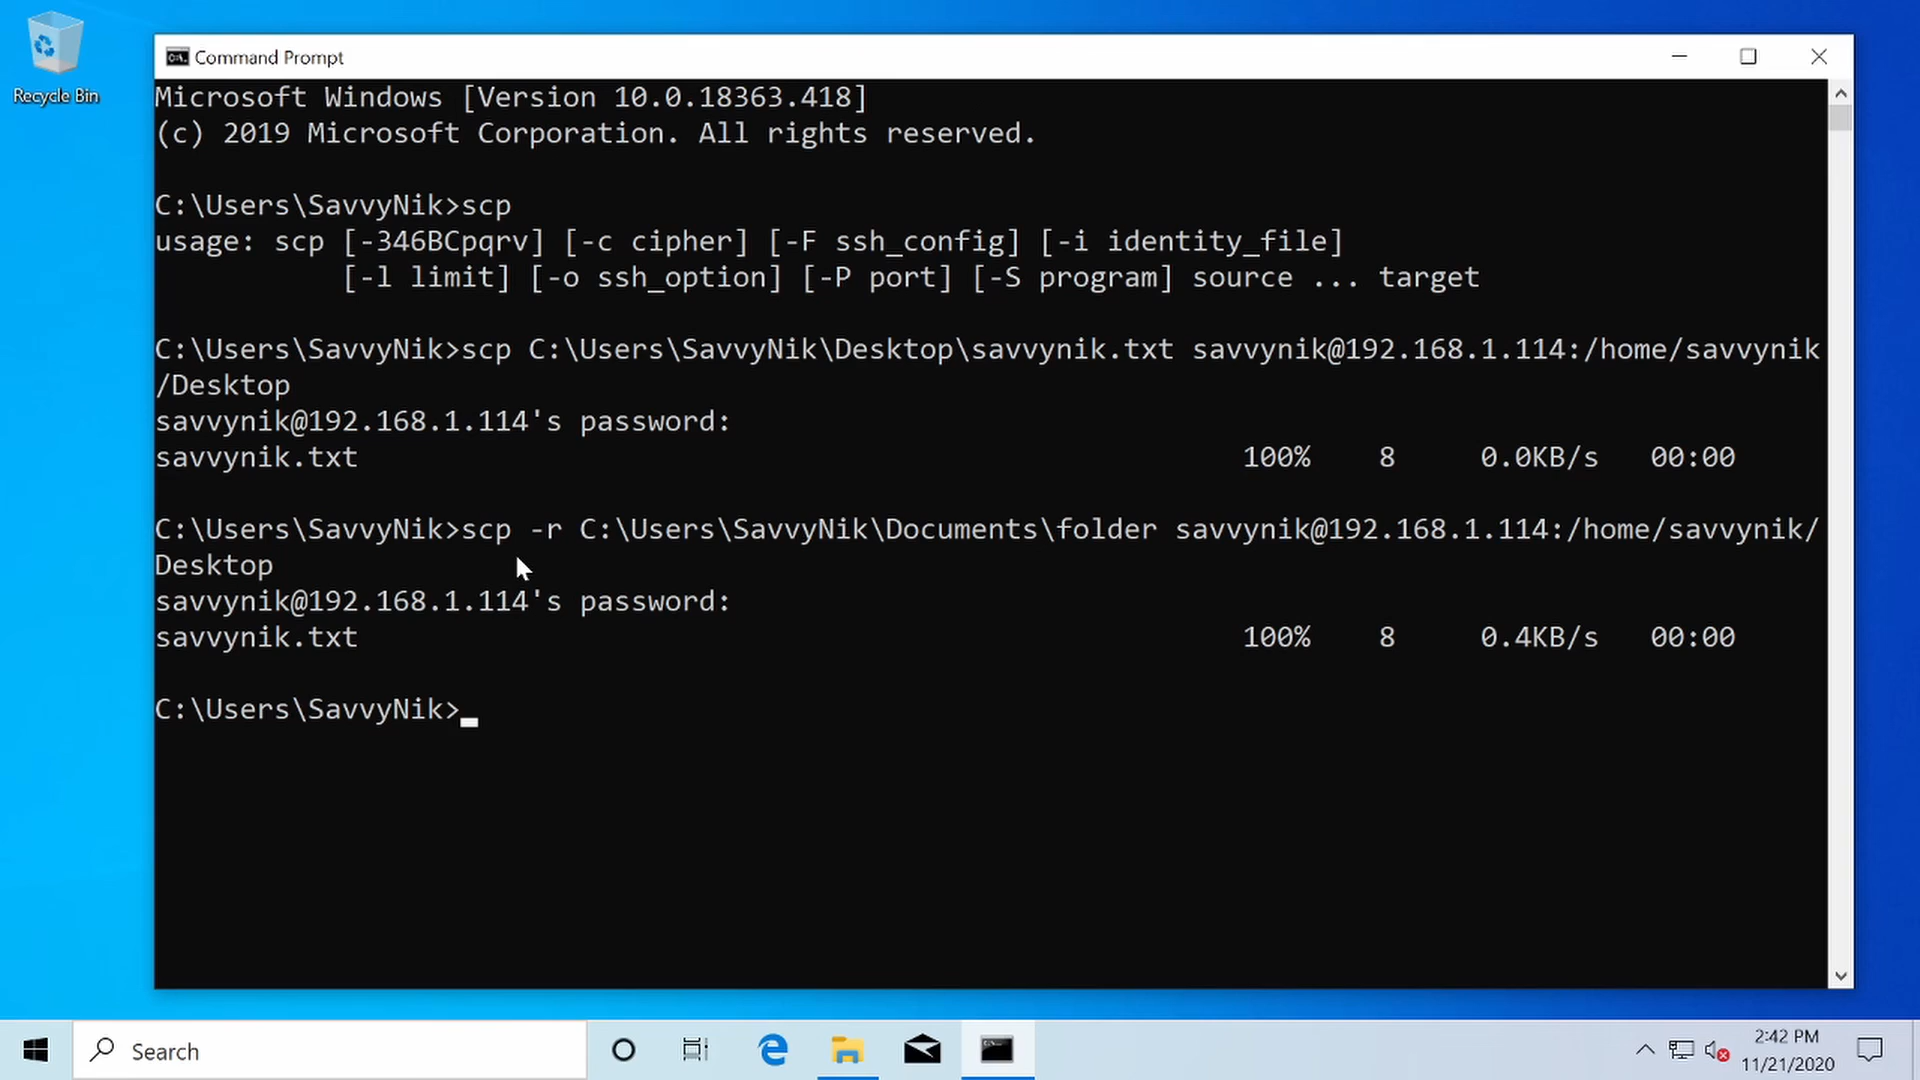 Recycle Bin
Command Prompt
Microsoft Windows [Version 10.0.18363.418]
(c) 2019 Microsoft Corporation. All rights reserved.
C:\Users\SavvyNik>scp
usage: scp [-346BCpqrv] [-c cipher] [-F ssh_config] [-i identity_file]
[-l limit] [-o ssh_option] [-P port] [-S program] source ... target
C:\Users\SavvyNik>scp C:\Users\SavvyNik\Desktop\savvynik.txt savvynik@192.168.1.114:/home/savvynik
/Desktop
savvynik@192.168.1.114's password:
savvynik.txt 100% 8 0.0KB/s 00:00
C:\Users\SavvyNik>scp -r C:\Users\SavvyNik\Documents\folder savvynik@192.168.1.114:/home/savvynik/
Desktop
savvynik@192.168.1.114's password:
savvynik.txt 100% 8 0.4KB/s 00:00
C:\Users\SavvyNik>
Search
2:42 PM
11/21/2020